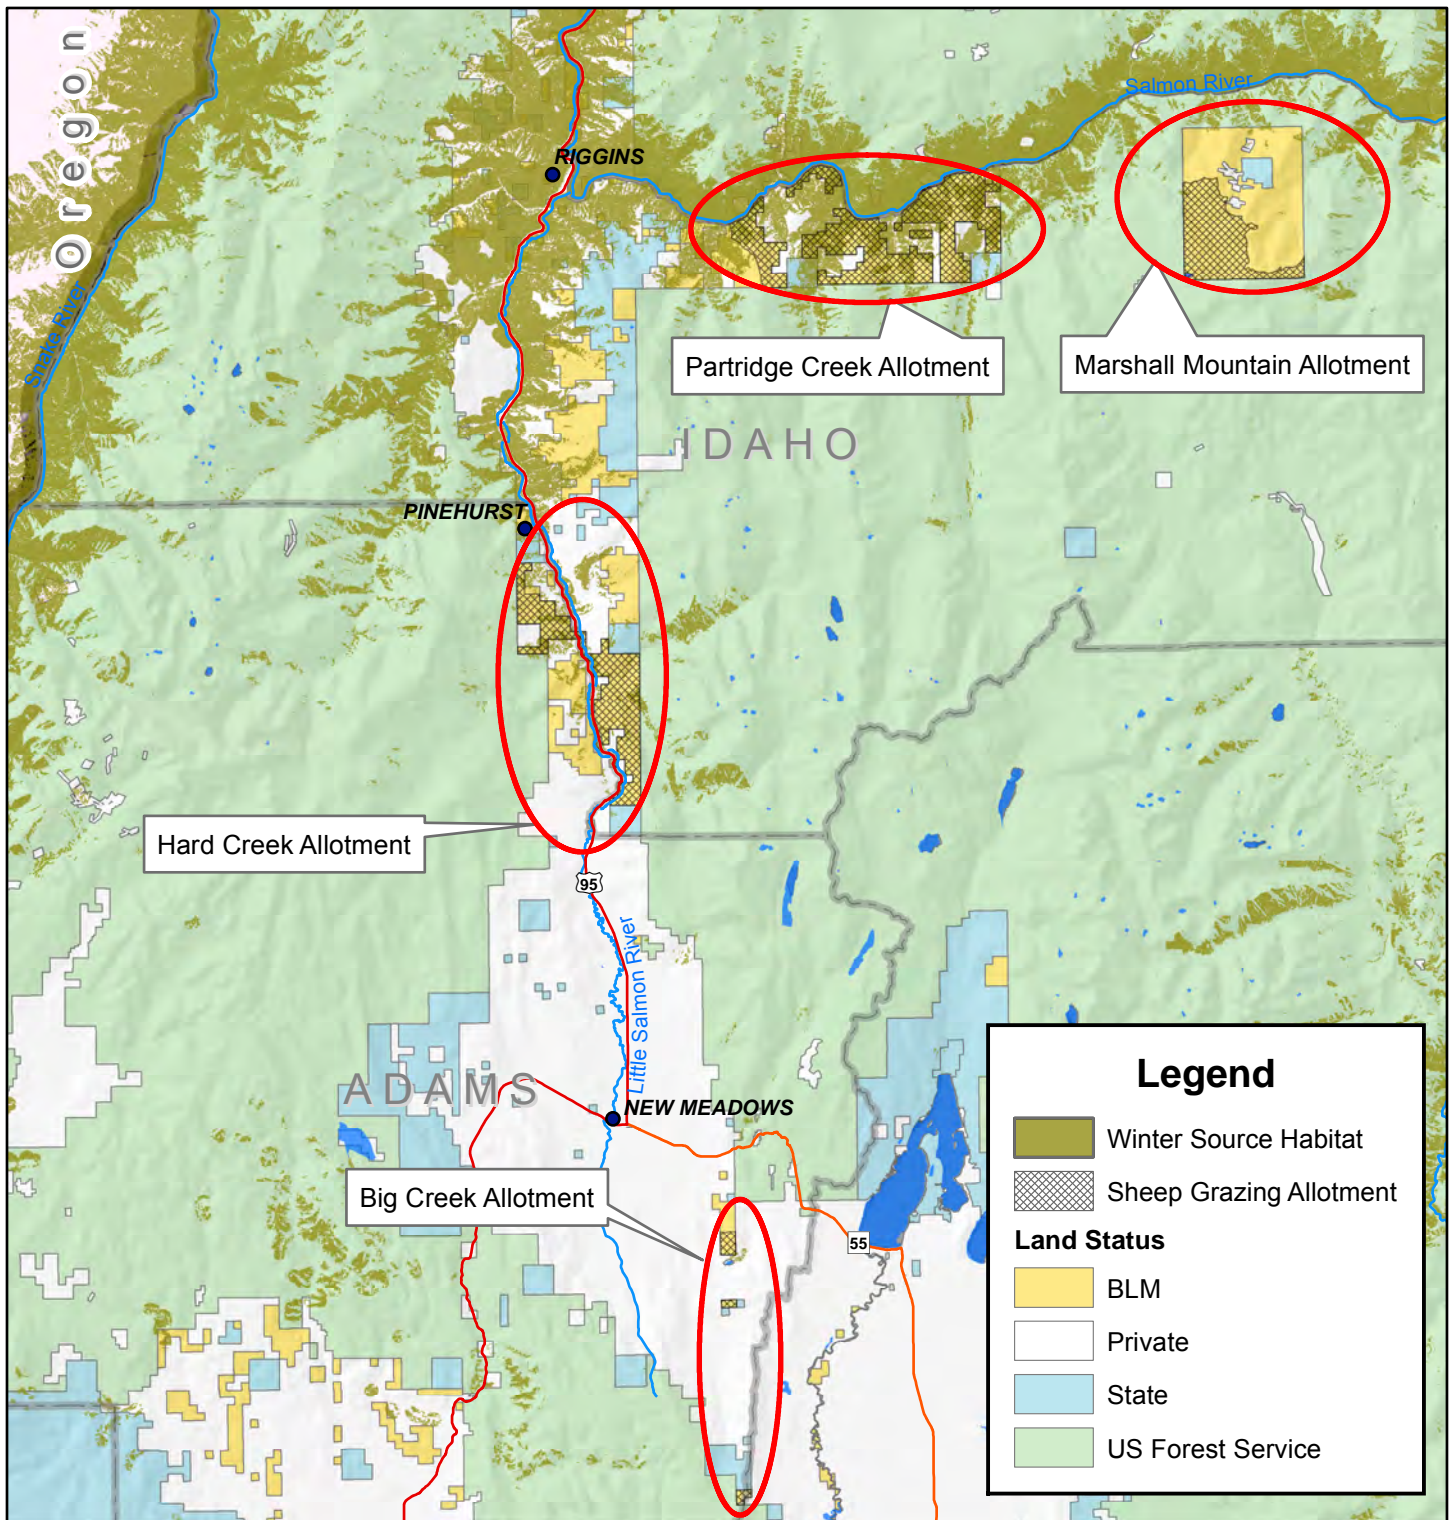 Oregon
Salmon River
RIGGINS
Snake River
Partridge Creek Allotment
Marshall Mountain Allotment
IDAHO
PINEHURST
Hard Creek Allotment
95
Little Salmon River
ADAMS
NEW MEADOWS
Big Creek Allotment
55
Legend
Winter Source Habitat
Sheep Grazing Allotment
Land Status
BLM
Private
State
US Forest Service